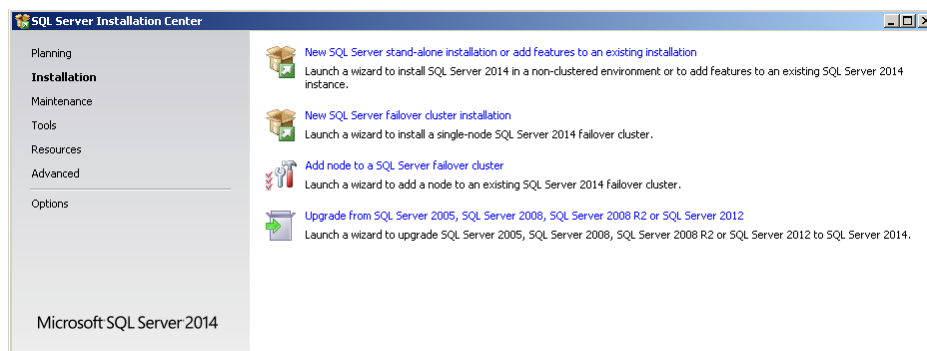 SQL Server Installation Center
Planning
Installation
Maintenance
Tools
Resources
Advanced
Options
Microsoft SQL Server 2014
New SQL Server stand-alone installation or add features to an existing installation
Launch a wizard to install SQL Server 2014 in a non-clustered environment or to add features to an existing SQL Server 2014
instance.
New SQL Server failover cluster installation
Launch a wizard to install a single-node SQL Server 2014 failover cluster.
Add node to a SQL Server failover cluster
Launch a wizard to add a node to an existing SQL Server 2014 failover cluster.
Upgrade from SQL Server 2005, SQL Server 2008, SQL Server 2008 R2 or SQL Server 2012
Launch a wizard to upgrade SQL Server 2005, SQL Server 2008, SQL Server 2008 R2 or SQL Server 2012 to SQL Server 2014.